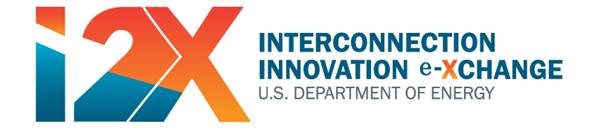 i2X
INTERCONNECTION
INNOVATION e-XCHANGE
U.S. DEPARTMENT OF ENERGY